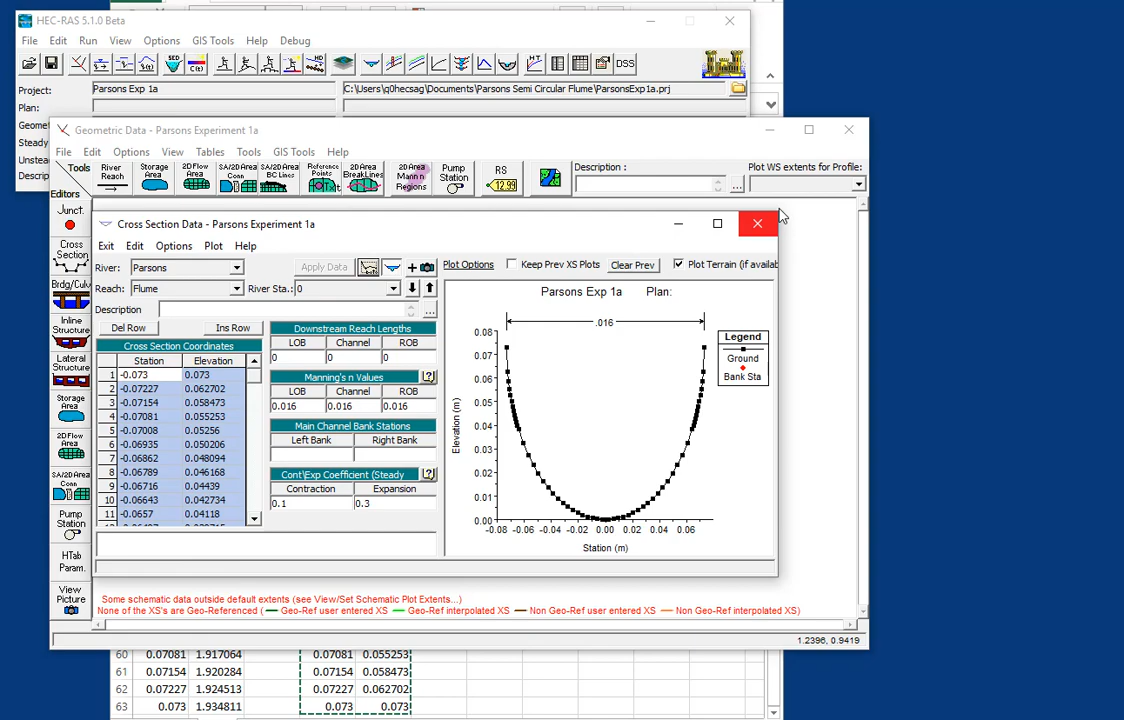 HEC-RAS 5.1.0 Beta
File Edit Run View Options GIS Tools Help Debug
DSS
Project: Parsons Exp 1a C:\Users\q0hecsag\Documents\Parsons Semi Circular Flume\ParsonsExp1a.prj
Plan:
Geomet
Steady
Unstea
Descrip
Geometric Data - Parsons Experiment 1a
File Edit Options View Tables Tools GIS Tools Help
Tools River Reach Storage Area 2D Flow Area SA/2D Area Conn SA/2D Area BC Lines Reference Points 2D Area BreakLines 2D Area Mann n Regions Pump Station RS Description : Plot WS extents for Profile:
12.99
Editors
Junct.
Cross Section
Brdg/Culv
Inline Structure
Lateral Structure
Storage Area
2D Flow Area
SA/2D Area Conn
Pump Station
HTab Param.
View Picture
Cross Section Data - Parsons Experiment 1a
Exit Edit Options Plot Help
River: Parsons Apply Data Plot Options Keep Prev XS Plots Clear Prev Plot Terrain (if availab
Reach: Flume River Sta.: 0
Description
Del Row Ins Row
Cross Section Coordinates
Station Elevation
1 -0.073 0.073
2 -0.07227 0.062702
3 -0.07154 0.058473
4 -0.07081 0.055253
5 -0.07008 0.05256
6 -0.06935 0.050206
7 -0.06862 0.048094
8 -0.06789 0.046168
9 -0.06716 0.04439
10 -0.06643 0.042734
11 -0.0657 0.04118
Downstream Reach Lengths
LOB Channel ROB
0 0 0
Manning's n Values
LOB Channel ROB
0.016 0.016 0.016
Main Channel Bank Stations
Left Bank Right Bank
Cont\Exp Coefficient (Steady
Contraction Expansion
0.1 0.3
Parsons Exp 1a Plan:
.016
Legend
Ground
Bank Sta
Elevation (m)
0.08
0.07
0.06
0.05
0.04
0.03
0.02
0.01
0.00
-0.08 -0.06 -0.04 -0.02 0.00 0.02 0.04 0.06
Station (m)
Some schematic data outside default extents (see View/Set Schematic Plot Extents...)
None of the XS's are Geo-Referenced ( Geo-Ref user entered XS Geo-Ref interpolated XS Non Geo-Ref user entered XS Non Geo-Ref interpolated XS)
1.2396, 0.9419
60 0.07081 1.917064 0.07081 0.055253
61 0.07154 1.920284 0.07154 0.058473
62 0.07227 1.924513 0.07227 0.062702
63 0.073 1.934811 0.073 0.073